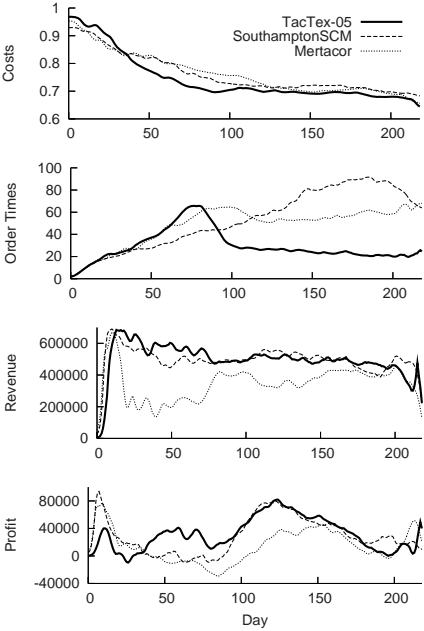 1
0.9
0.8
0.7
0.6
Costs
TacTex-05
SouthamptonSCM
Mertacor
0 50 100 150 200
100
80
60
40
20
0
Order Times
0 50 100 150 200
600000
400000
200000
0
Revenue
0 50 100 150 200
80000
40000
0
-40000
Profit
0 50 100 150 200
Day